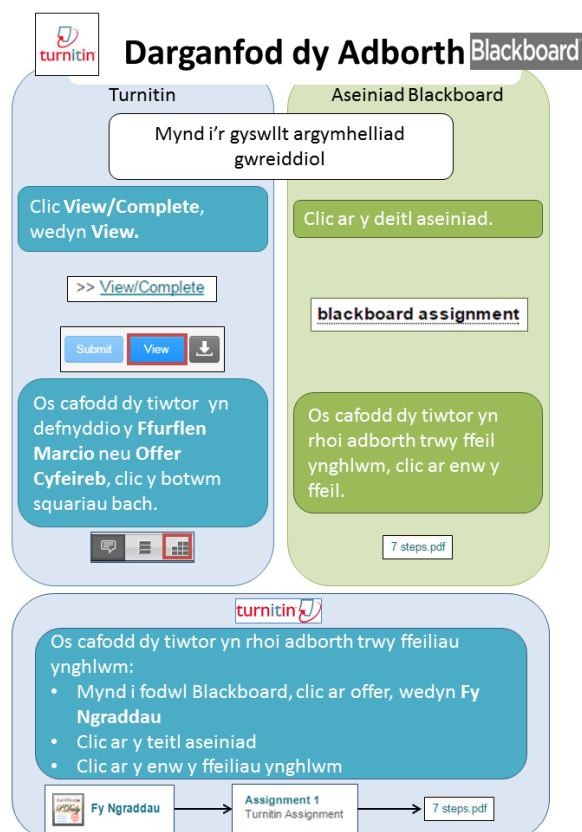 turnitin
Darganfod dy Adborth Blackboard
Turnitin
Aseiniad Blackboard
Mynd i'r gyswllt argymhelliad
gwreiddiol
Clic View/Complete,
wedyn View.
>> View/Complete
Submit View
Os cafodd dy tiwtor yn
defnyddio y Ffurflen
Marcio neu Offer
Cyfeireb, clic y botwm
squariau bach.
Clic ar y deitl aseiniad.
blackboard assignment
Os cafodd dy tiwtor yn
rhoi adborth trwy ffeil
ynghlwm, clic ar enw y
ffeil.
7 steps.pdf
turnitin
Os cafodd dy tiwtor yn rhoi adborth trwy ffeiliau
ynghlwm:
• Mynd i fodwl Blackboard, clic ar offer, wedyn Fy
Ngraddau
• Clic ar y teitl aseiniad
• Clic ar y enw y ffeiliau ynghlwm
Fy Ngraddau
Assignment 1
Turnitin Assignment
7 steps.pdf